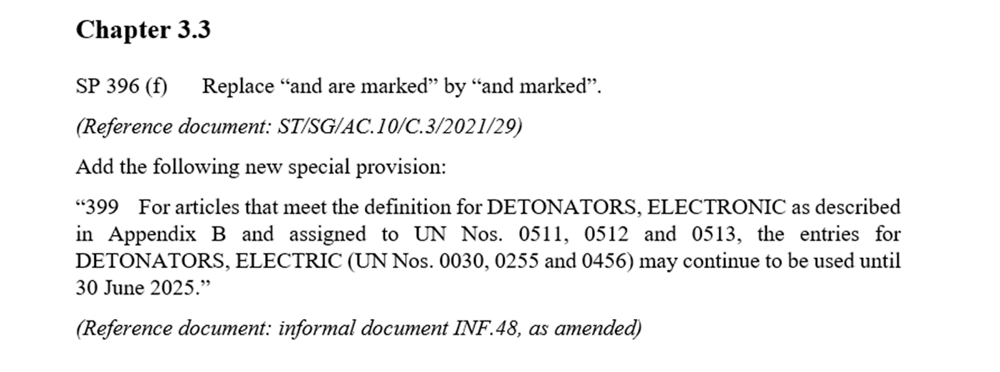 Chapter 3.3
SP 396 (f) Replace “and are marked” by “and marked”.
(Reference document: ST/SG/AC.10/C.3/2021/29)
Add the following new special provision:
“399 For articles that meet the definition for DETONATORS, ELECTRONIC as described
in Appendix B and assigned to UN Nos. 0511, 0512 and 0513, the entries for
DETONATORS, ELECTRIC (UN Nos. 0030, 0255 and 0456) may continue to be used until
30 June 2025.”
(Reference document: informal document INF.48, as amended)